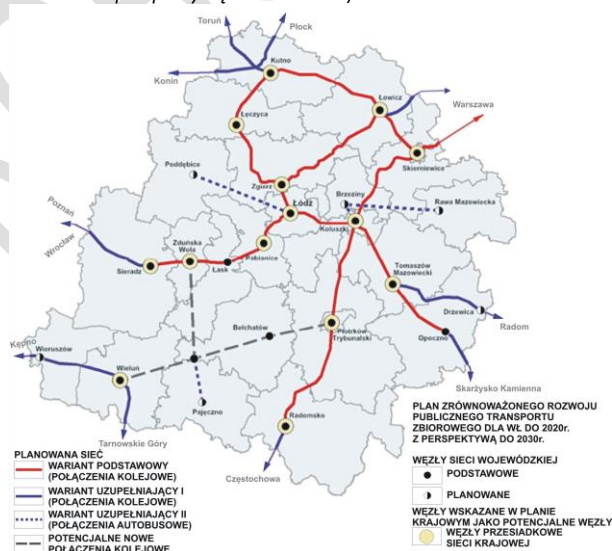 Toruń
Płock
Kutno
Konin
Łowicz
Łęczyca
Warszawa
Skierniewice
Poddębice
Zgierz
Brzeziny
Rawa Mazowiecka
Łódź
Koluszki
Poznań
Wrocław
Zduńska
Wola
Pabianice
Sieradz
Łask
Tomaszów
Mazowiecki
Drzewica
Radom
Bełchatów
Piotrków
Trybunalski
Opoczno
Kępno
Wieruszów
Wieluń
Pajęczno
Skarżysko Kamienna
Radomsko
Tarnowskie Góry
Częstochowa
PLAN ZRÓWNOWAŻONEGO ROZWOJU
PUBLICZNEGO TRANSPORTU
ZBIOROWEGO DLA WŁ DO 2020r.
Z PERSPEKTYWĄ DO 2030r.
PLANOWANA SIEĆ
WARIANT PODSTAWOWY
(POŁĄCZENIA KOLEJOWE)
WARIANT UZUPEŁNIAJĄCY I
(POŁĄCZENIA KOLEJOWE)
WARIANT UZUPEŁNIAJĄCY II
(POŁĄCZENIA AUTOBUSOWE)
POTENCJALNE NOWE
POŁĄCZENIA KOLEJOWE
WĘZŁY SIECI WOJEWÓDZKIEJ
PODSTAWOWE
PLANOWANE
WĘZŁY WSKAZANE W PLANIE
KRAJOWYM JAKO POTENCJALNE WĘZŁY
WĘZŁY PRZESIADKOWE
SIECI KRAJOWEJ